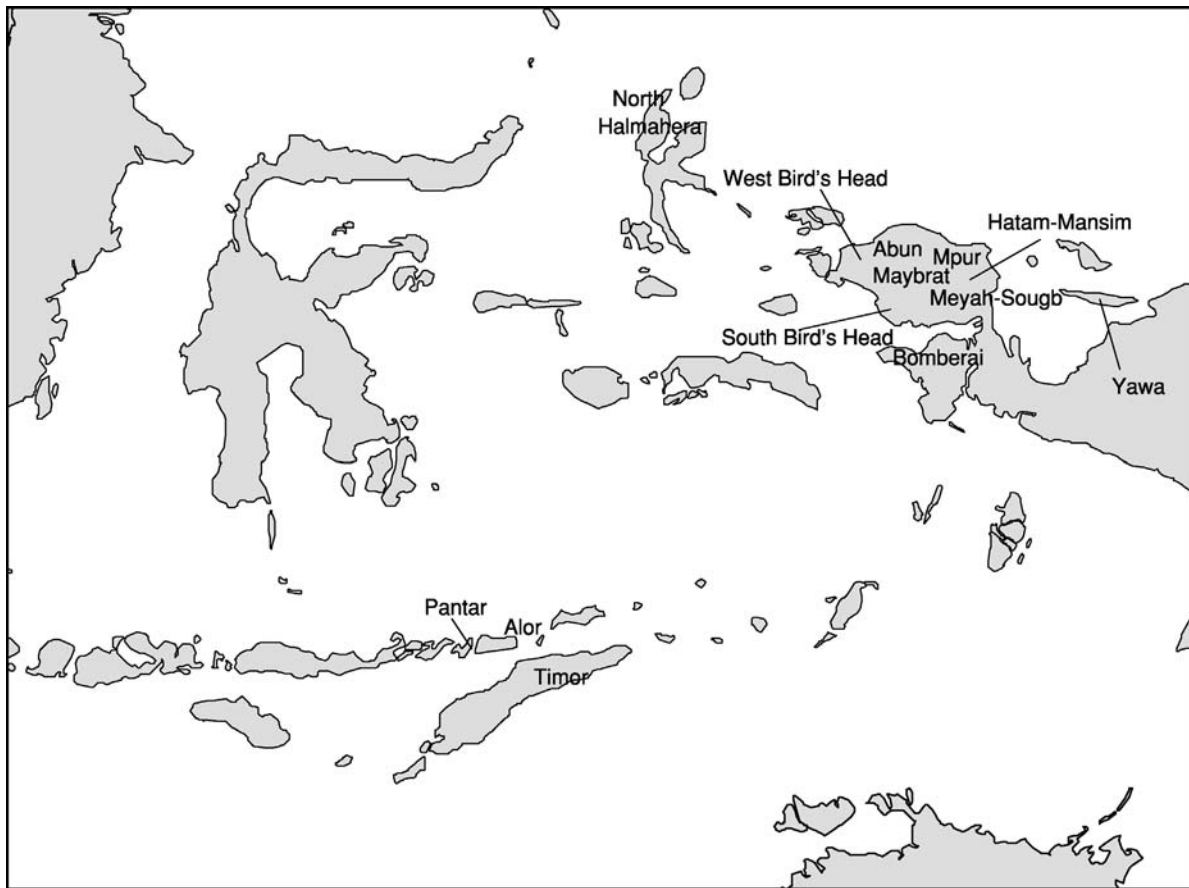 North
Halmahera
West Bird's Head
Hatam-Mansim
Abun
Mpur
Maybrat
Meyah-Sougb
South Bird's Head
Bomberai
Yawa
Pantar
Alor
Timor